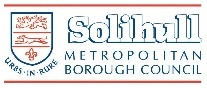 Solihull
METROPOLITAN
BOROUGH COUNCIL
URBS·IN·RURE